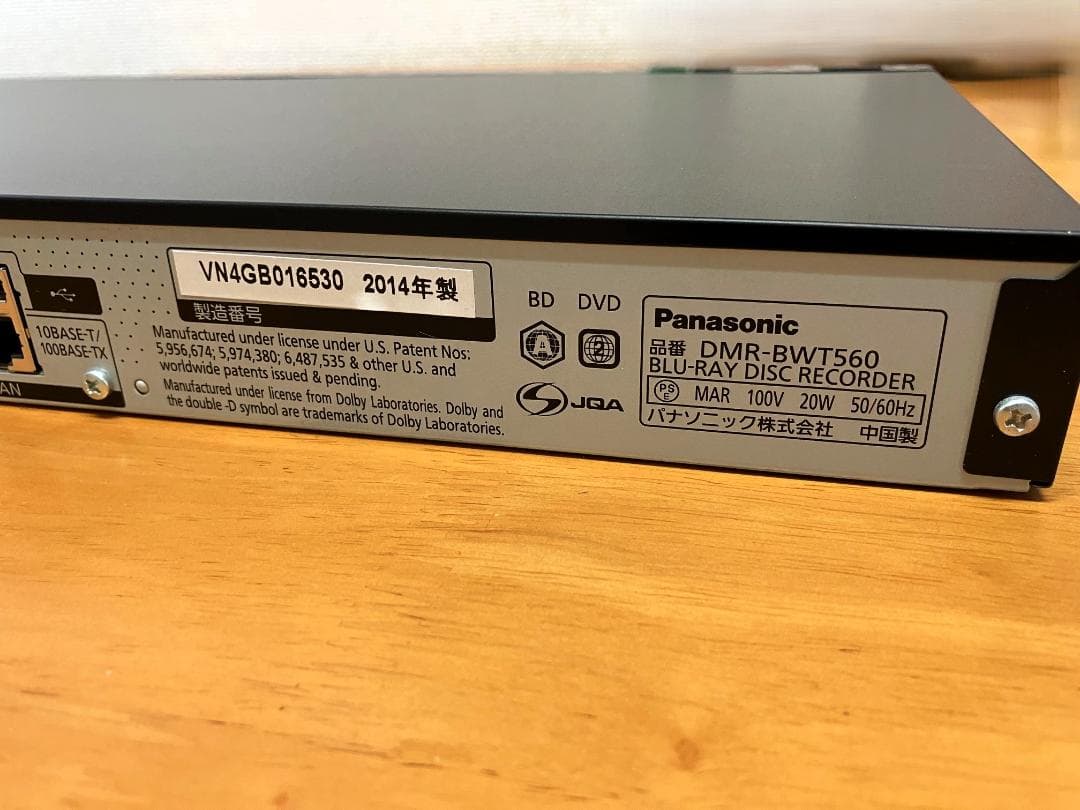 VN4GB016530 2014年製
製造番号
10BASE-T/
100BASE-TX
AN
Manufactured under license under U.S. Patent Nos:
5,956,674; 5,974,380; 6,487,535 & other U.S. and
worldwide patents issued & pending.
Manufactured under license from Dolby Laboratories. Dolby and
the double -D symbol are trademarks of Dolby Laboratories.
BD DVD
A 2
JQA
Panasonic
品番 DMR-BWT560
BLU-RAY DISC RECORDER
PS E MAR 100V 20W 50/60Hz
パナソニック株式会社 中国製